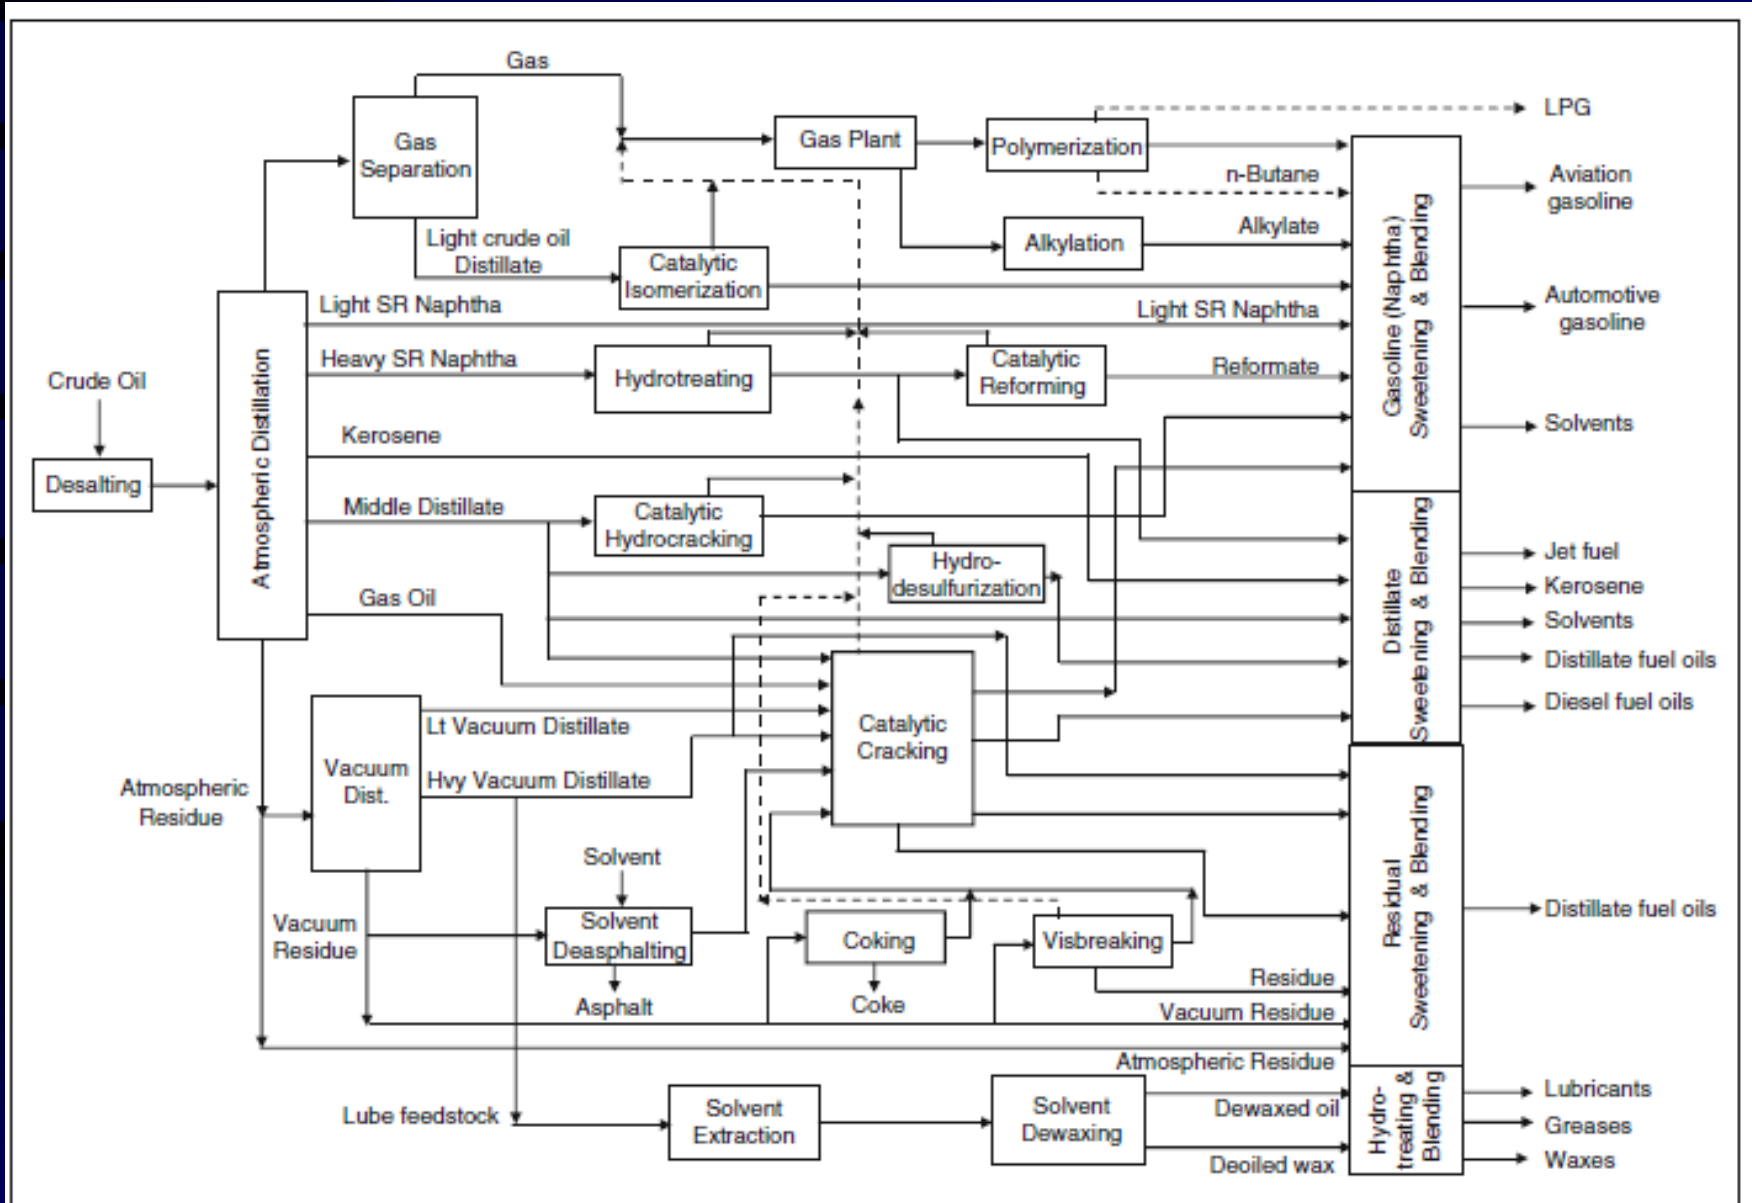 Gas
LPG
Gas
Separation
Gas Plant
Polymerization
n-Butane
Aviation
gasoline
Light crude oil
Distillate
Catalytic
Isomerization
Alkylation
Alkylate
Gasoline (Naphtha)
Sweetening & Blending
Light SR Naphtha
Light SR Naphtha
Automotive
gasoline
Heavy SR Naphtha
Hydrotreating
Catalytic
Reforming
Reformate
Crude Oil
Desalting
Atmospheric Distillation
Kerosene
Solvents
Middle Distillate
Catalytic
Hydrocracking
Hydro-
desulfurization
Distillate
Sweetening & Blending
Jet fuel
Kerosene
Solvents
Distillate fuel oils
Diesel fuel oils
Gas Oil
Lt Vacuum Distillate
Catalytic
Cracking
Vacuum
Dist.
Hvy Vacuum Distillate
Atmospheric
Residue
Solvent
Residual
Sweetening & Blending
Distillate fuel oils
Vacuum
Residue
Solvent
Deasphalting
Coking
Visbreaking
Residue
Asphalt
Coke
Vacuum Residue
Atmospheric Residue
Lube feedstock
Solvent
Extraction
Solvent
Dewaxing
Dewaxed oil
Deoiled wax
Hydro-
treating &
Blending
Lubricants
Greases
Waxes